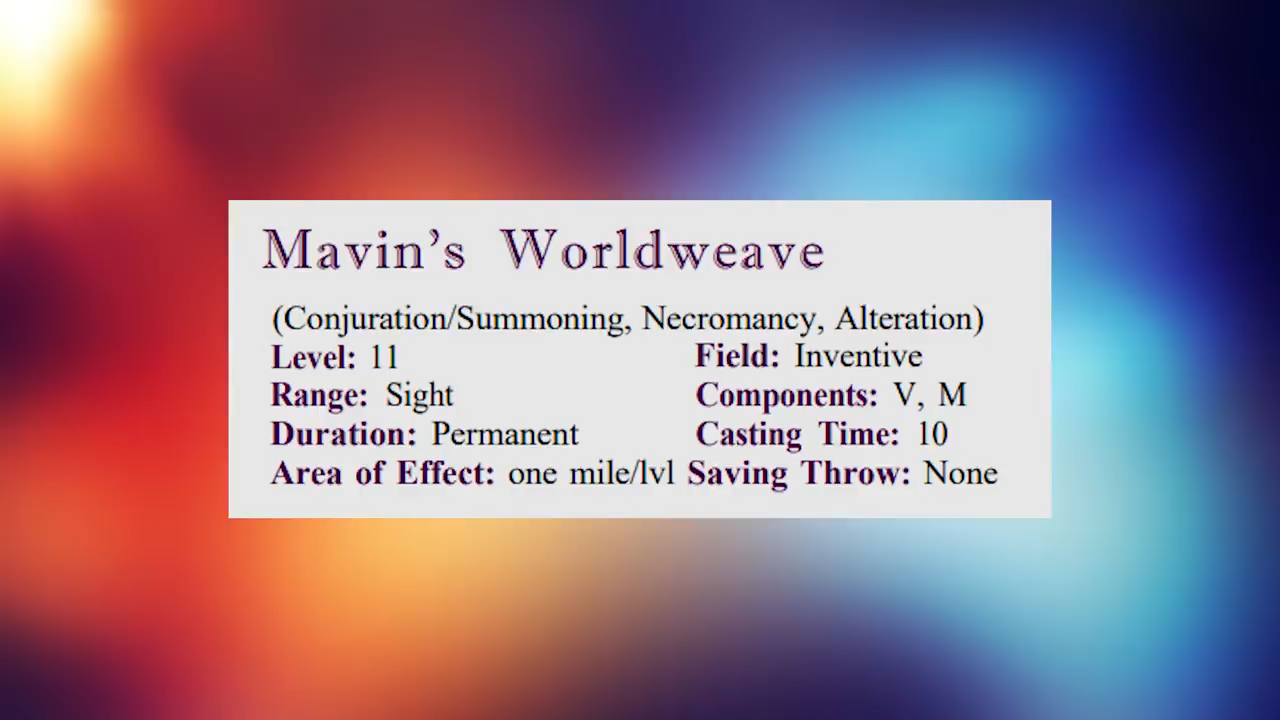 Mavin’s Worldweave
(Conjuration/Summoning, Necromancy, Alteration)
Level: 11 Field: Inventive
Range: Sight Components: V, M
Duration: Permanent Casting Time: 10
Area of Effect: one mile/lvl Saving Throw: None